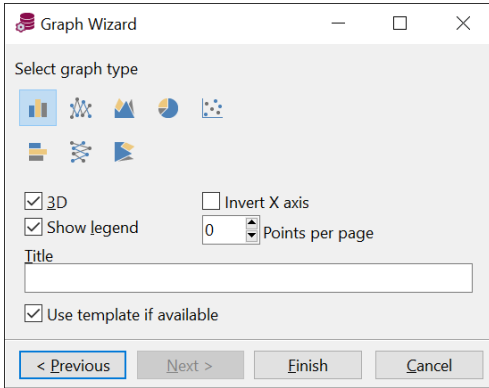 Graph Wizard
Select graph type
3D
Invert X axis
Show legend
0 Points per page
Title
Use template if available
< Previous Next > Finish Cancel